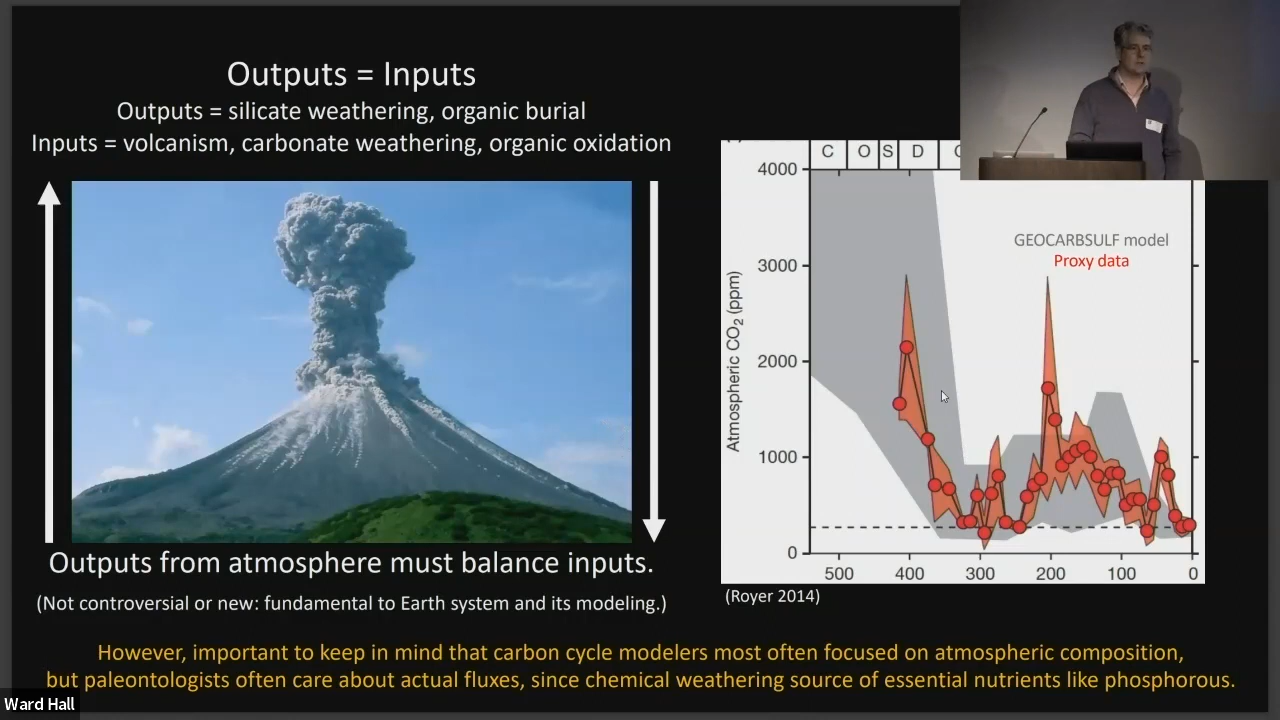 Outputs = Inputs
Outputs = silicate weathering, organic burial
Inputs = volcanism, carbonate weathering, organic oxidation
Outputs from atmosphere must balance inputs.
(Not controversial or new: fundamental to Earth system and its modeling.)
C O S D
4000
3000
2000
1000
0
Atmospheric CO2 (ppm)
GEOCARBSULF model
Proxy data
500 400 300 200 100 0
(Royer 2014)
However, important to keep in mind that carbon cycle modelers most often focused on atmospheric composition,
but paleontologists often care about actual fluxes, since chemical weathering source of essential nutrients like phosphorous.
Ward Hall